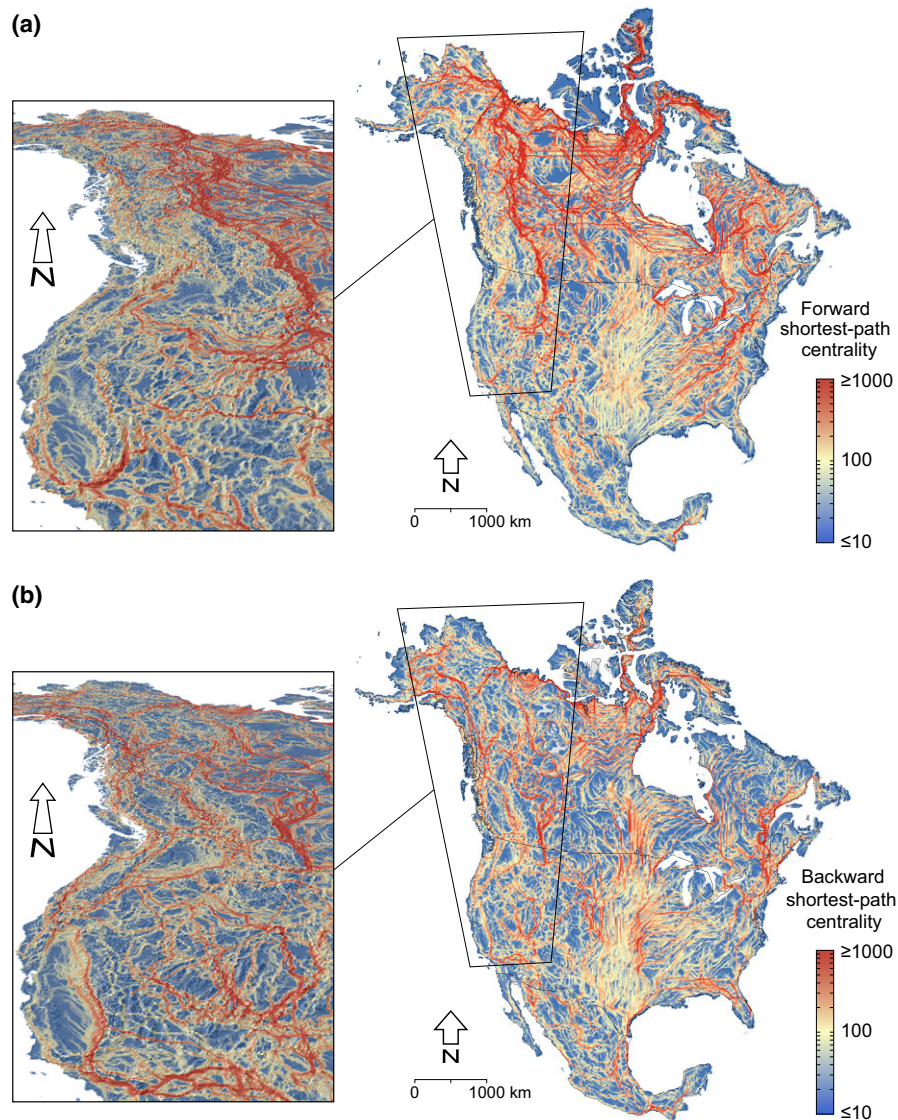 (a)
N
N
0 1000 km
Forward
shortest-path
centrality
≥1000
100
≤10
(b)
N
N
0 1000 km
Backward
shortest-path
centrality
≥1000
100
≤10